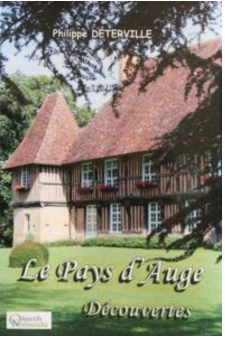 Philippe DÉTERVILLE
Le Pays d'Auge
Découvertes